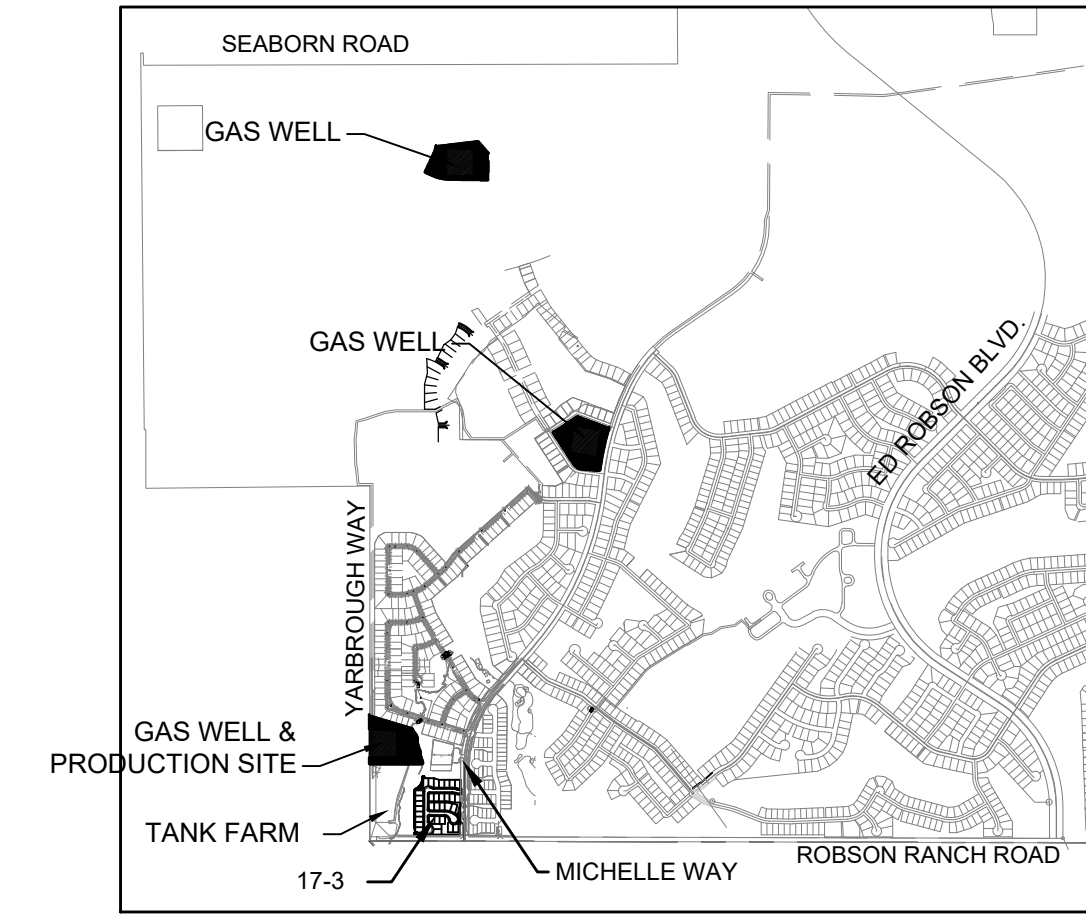 SEABORN ROAD
GAS WELL
GAS WELL
ED ROBSON BLVD.
YARBROUGH WAY
GAS WELL &
PRODUCTION SITE
TANK FARM
17-3
MICHELLE WAY
ROBSON RANCH ROAD